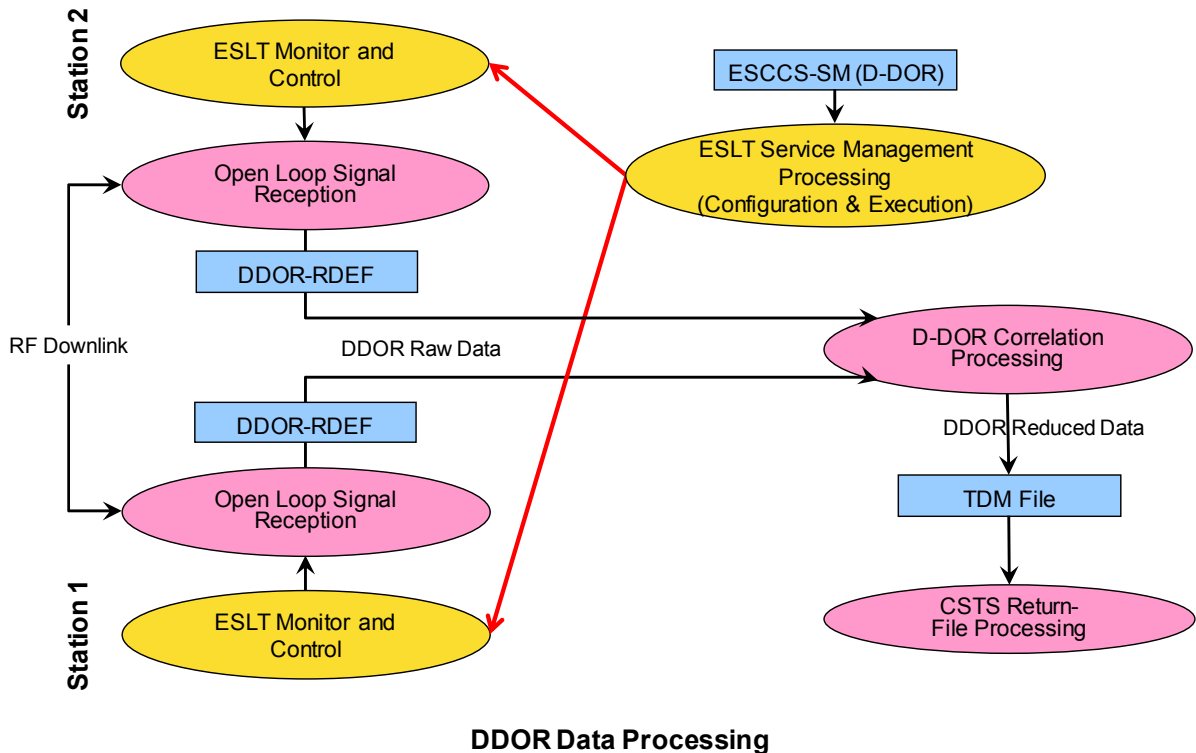 Station 2
ESLT Monitor and
Control
ESCCS-SM (D-DOR)
Open Loop Signal
Reception
ESLT Service Management
Processing
(Configuration & Execution)
DDOR-RDEF
RF Downlink
DDOR Raw Data
D-DOR Correlation
Processing
DDOR-RDEF
DDOR Reduced Data
Open Loop Signal
Reception
TDM File
Station 1
ESLT Monitor and
Control
CSTS Return-
File Processing
DDOR Data Processing